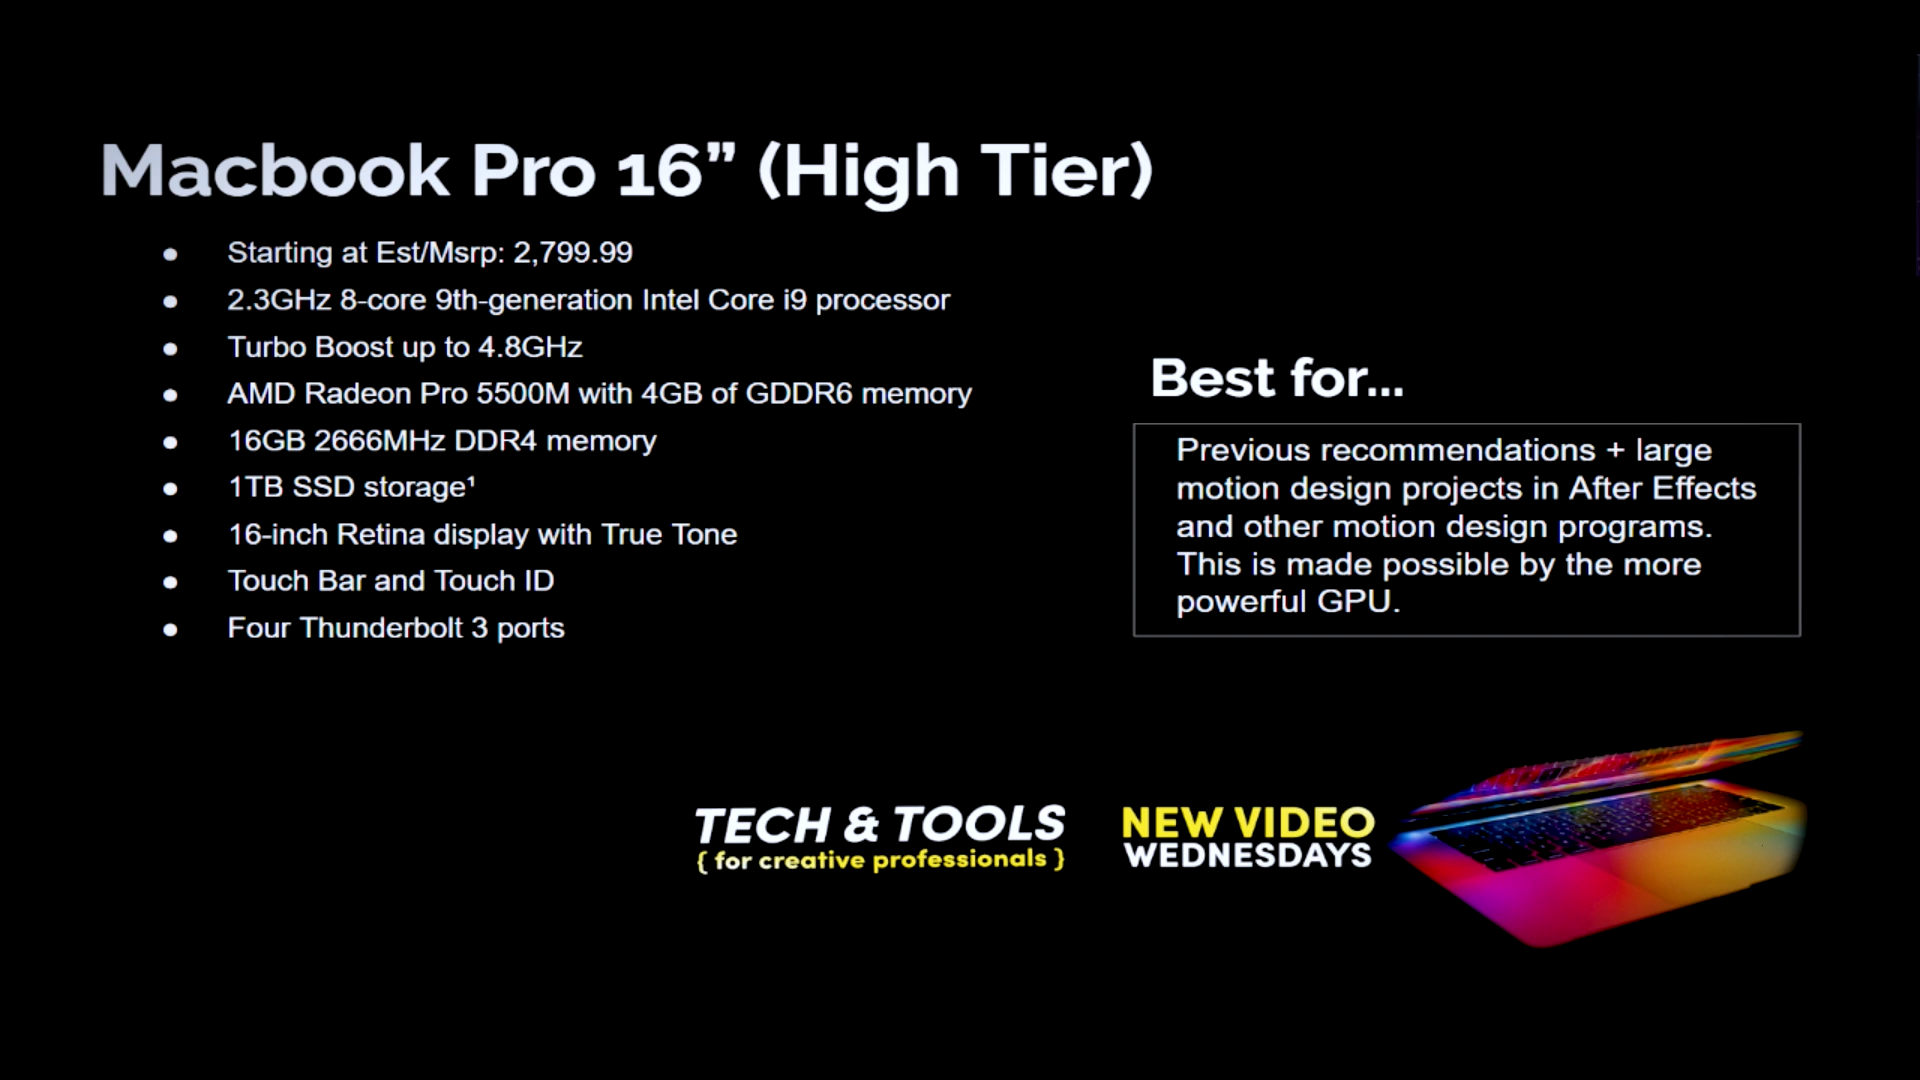 Macbook Pro 16” (High Tier)
● Starting at Est/Msrp: 2,799.99
● 2.3GHz 8-core 9th-generation Intel Core i9 processor
● Turbo Boost up to 4.8GHz
● AMD Radeon Pro 5500M with 4GB of GDDR6 memory
● 16GB 2666MHz DDR4 memory
● 1TB SSD storage¹
● 16-inch Retina display with True Tone
● Touch Bar and Touch ID
● Four Thunderbolt 3 ports
Best for...
Previous recommendations + large
motion design projects in After Effects
and other motion design programs.
This is made possible by the more
powerful GPU.
TECH & TOOLS
{ for creative professionals }
NEW VIDEO
WEDNESDAYS